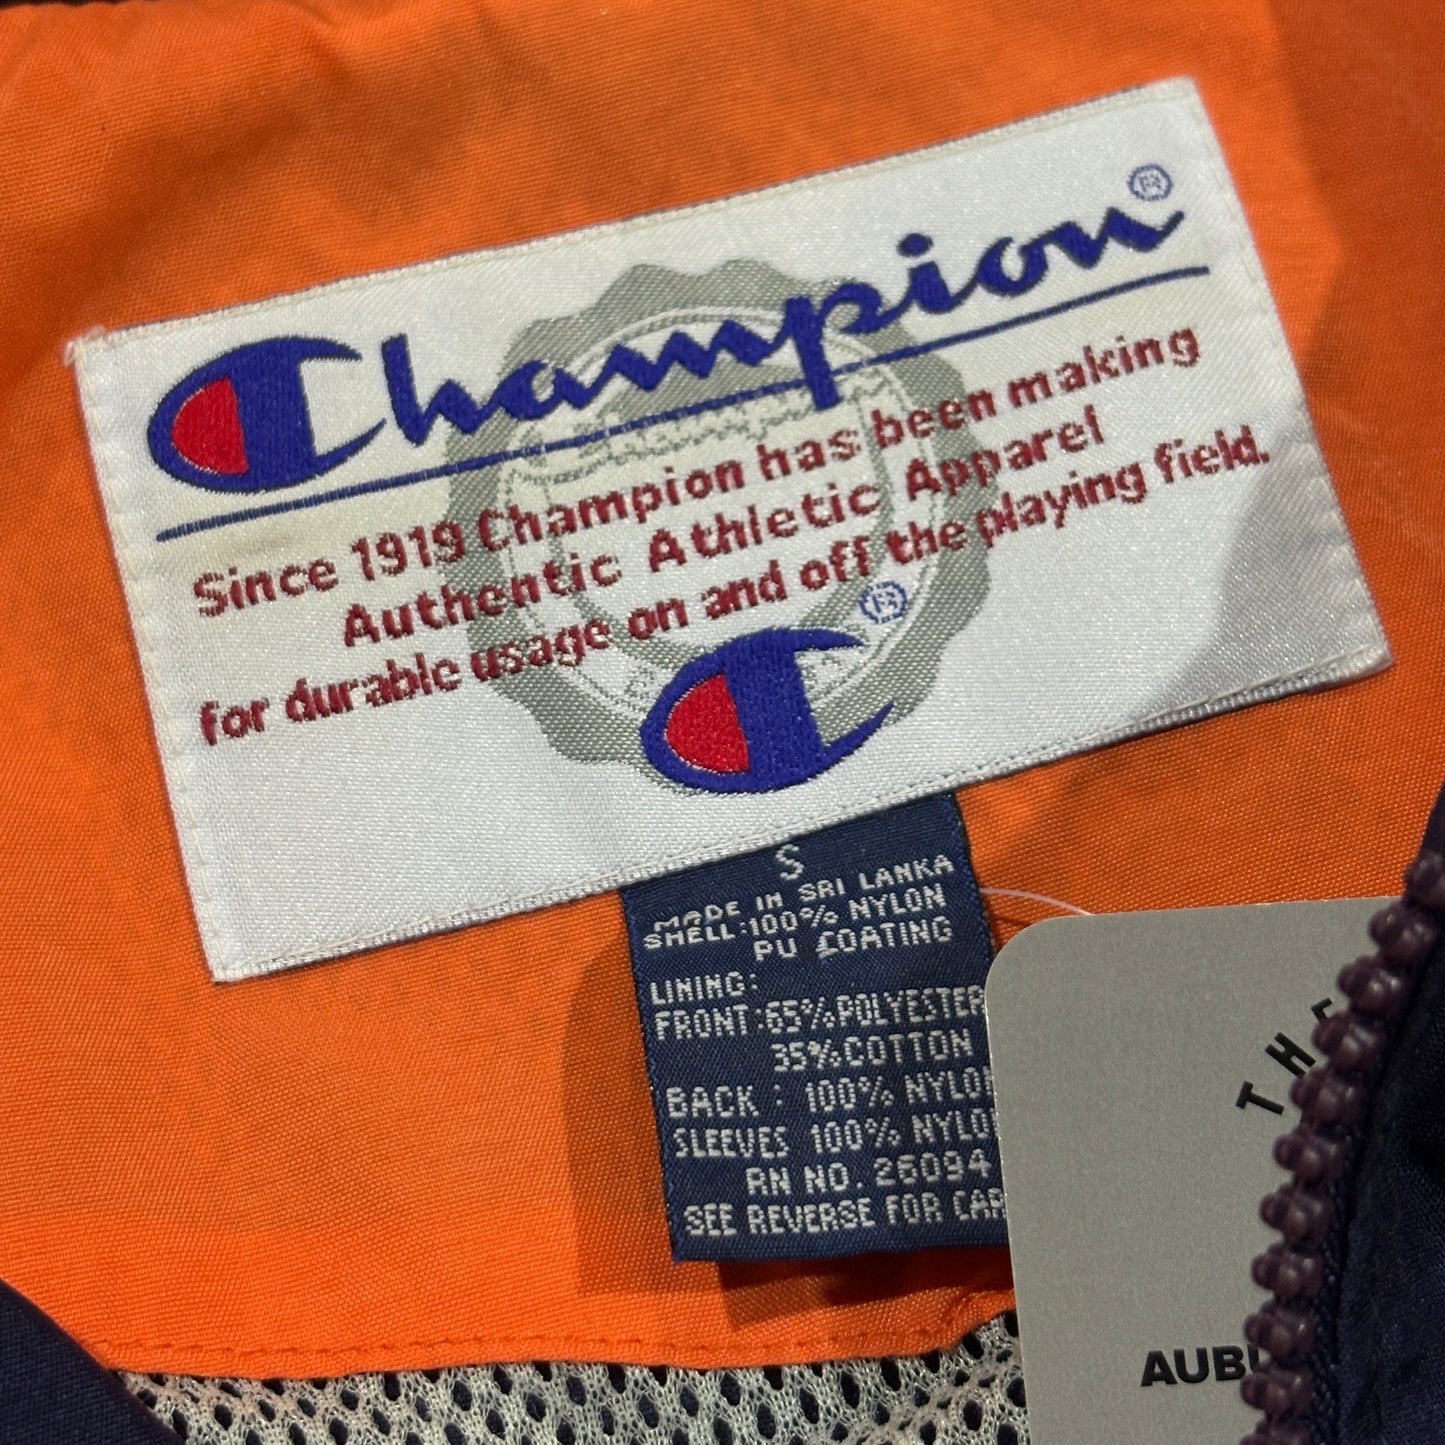 Champion®
Since 1919 Champion has been making
Authentic Athletic Apparel
for durable usage on and off the playing field.
®
S
MADE IN SRI LANKA
SHELL:100% NYLON
PU COATING
LINING:
FRONT:65%POLYESTER
35%COTTON
BACK: 100% NYLON
SLEEVES 100% NYLO
RN NO. 26094
SEE REVERSE FOR CAR
THE
AUBU